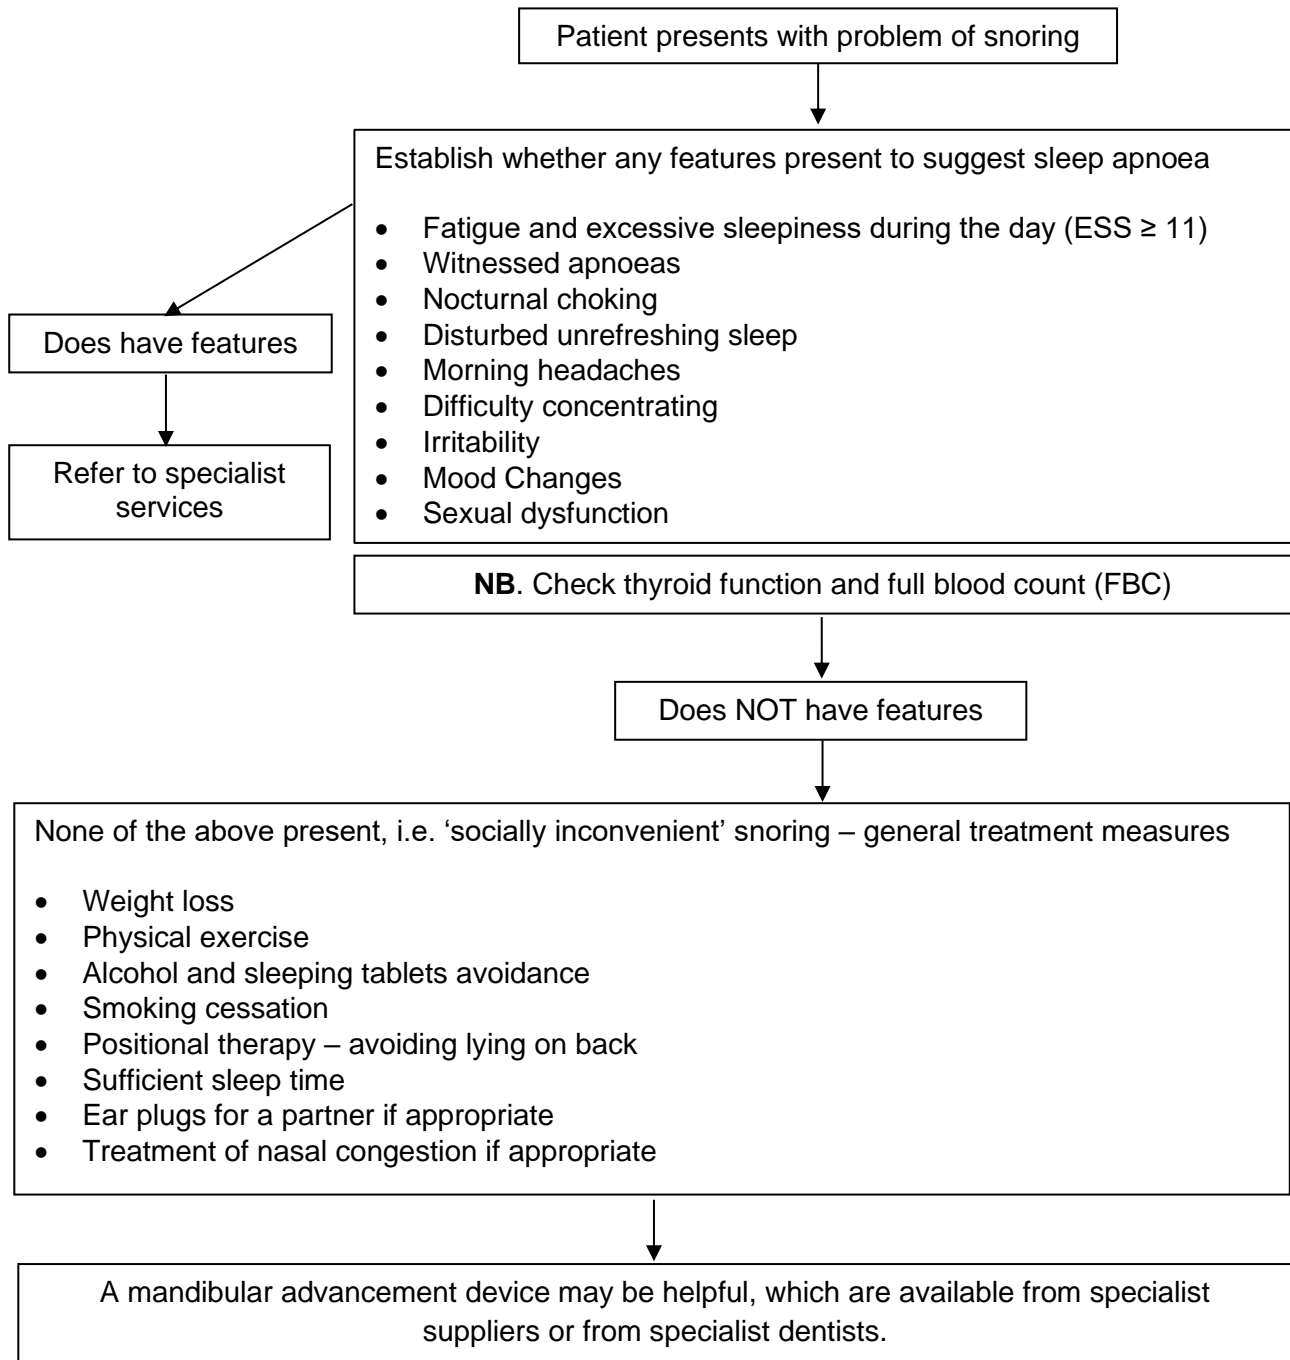 Patient presents with problem of snoring
Establish whether any features present to suggest sleep apnoea
• Fatigue and excessive sleepiness during the day (ESS ≥ 11)
• Witnessed apnoeas
• Nocturnal choking
• Disturbed unrefreshing sleep
• Morning headaches
• Difficulty concentrating
• Irritability
• Mood Changes
• Sexual dysfunction
Does have features
Refer to specialist
services
NB. Check thyroid function and full blood count (FBC)
Does NOT have features
None of the above present, i.e. ‘socially inconvenient’ snoring – general treatment measures
• Weight loss
• Physical exercise
• Alcohol and sleeping tablets avoidance
• Smoking cessation
• Positional therapy – avoiding lying on back
• Sufficient sleep time
• Ear plugs for a partner if appropriate
• Treatment of nasal congestion if appropriate
A mandibular advancement device may be helpful, which are available from specialist
suppliers or from specialist dentists.